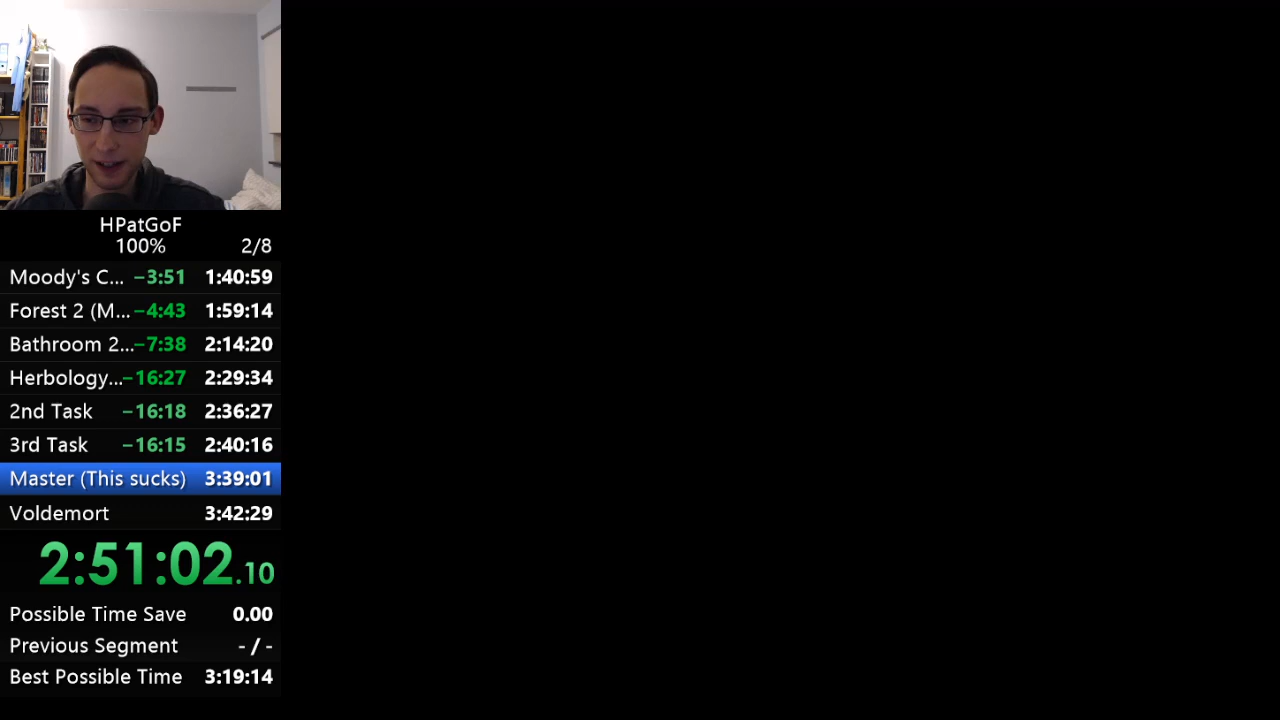 HPatGoF
100% 2/8
Moody's C... −3:51 1:40:59
Forest 2 (M... −4:43 1:59:14
Bathroom 2... −7:38 2:14:20
Herbology... −16:27 2:29:34
2nd Task −16:18 2:36:27
3rd Task −16:15 2:40:16
Master (This sucks) 3:39:01
Voldemort 3:42:29
2:51:02.10
Possible Time Save 0.00
Previous Segment - / -
Best Possible Time 3:19:14